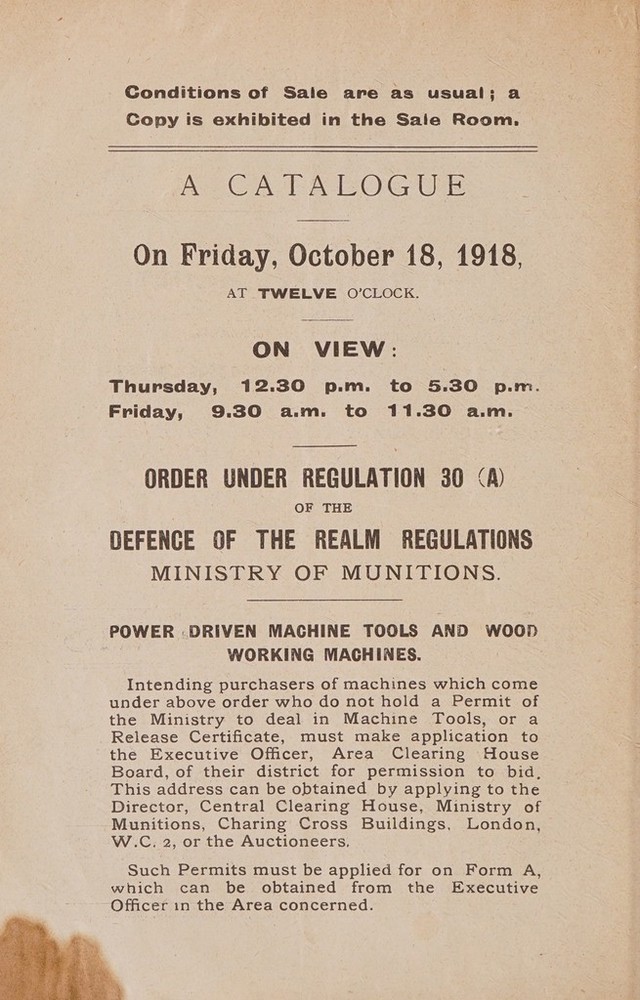 Conditions of Sale are as usual; a
Copy is exhibited in the Sale Room.
A CATALOGUE
On Friday, October 18, 1918,
AT TWELVE O'CLOCK.
ON VIEW:
Thursday, 12.30 p.m. to 5.30 p.m.
Friday, 9.30 a.m. to 11.30 a.m.
ORDER UNDER REGULATION 30 (A)
OF THE
DEFENCE OF THE REALM REGULATIONS
MINISTRY OF MUNITIONS.
POWER DRIVEN MACHINE TOOLS AND WOOD
WORKING MACHINES.
Intending purchasers of machines which come
under above order who do not hold a Permit of
the Ministry to deal in Machine Tools, or a
Release Certificate, must make application to
the Executive Officer, Area Clearing House
Board, of their district for permission to bid.
This address can be obtained by applying to the
Director, Central Clearing House, Ministry of
Munitions, Charing Cross Buildings, London,
W.C. 2, or the Auctioneers.
Such Permits must be applied for on Form A,
which can be obtained from the Executive
Officer in the Area concerned.